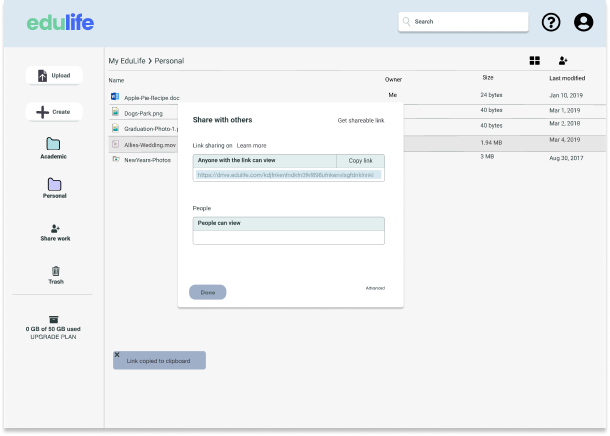 edulife
Search
My EduLife > Personal
Upload
Create
Academic
Personal
Share work
Trash
0 GB of 50 GB used
UPGRADE PLAN
Name Owner Size Last modified
Apple-Pie-Recipe.doc Me 24 bytes Jan 10, 2019
Dogs-Park.png 40 bytes Mar 1, 2019
Graduation-Photo-1. 40 bytes Mar 2, 2018
Allies-Wedding.mov 1.94 MB Mar 4, 2019
NewYears-Photos 3 MB Aug 30, 2017
Share with others Get shareable link
Link sharing on Learn more
Anyone with the link can view Copy link
People
People can view
Done Advanced
Link copied to clipboard